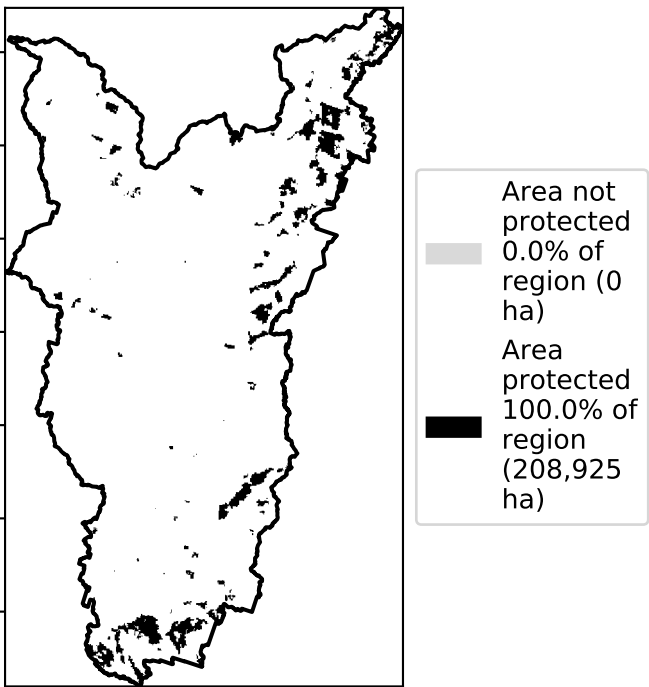 Area not
protected
0.0% of
region (0
ha)
Area
protected
100.0% of
region
(208,925
ha)